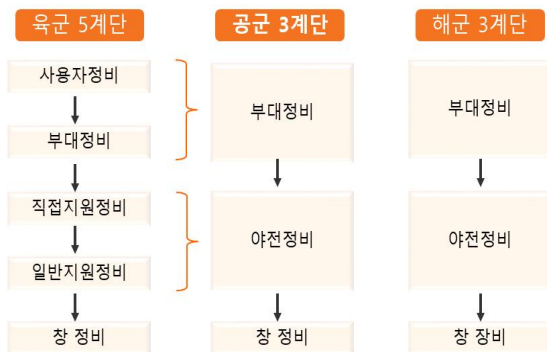 육군 5계단
공군 3계단
해군 3계단
사용자정비
부대정비
직접지원정비
일반지원정비
창 정비
부대정비
야전정비
창 정비
부대정비
야전정비
창 장비